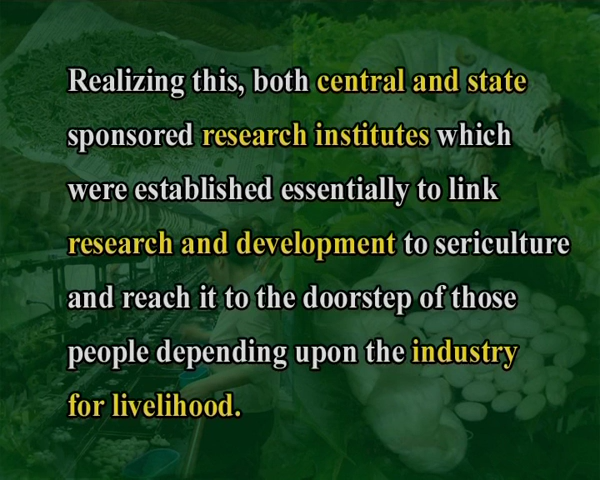 Realizing this, both central and state
sponsored research institutes which
were established essentially to link
research and development to sericulture
and reach it to the doorstep of those
people depending upon the industry
for livelihood.